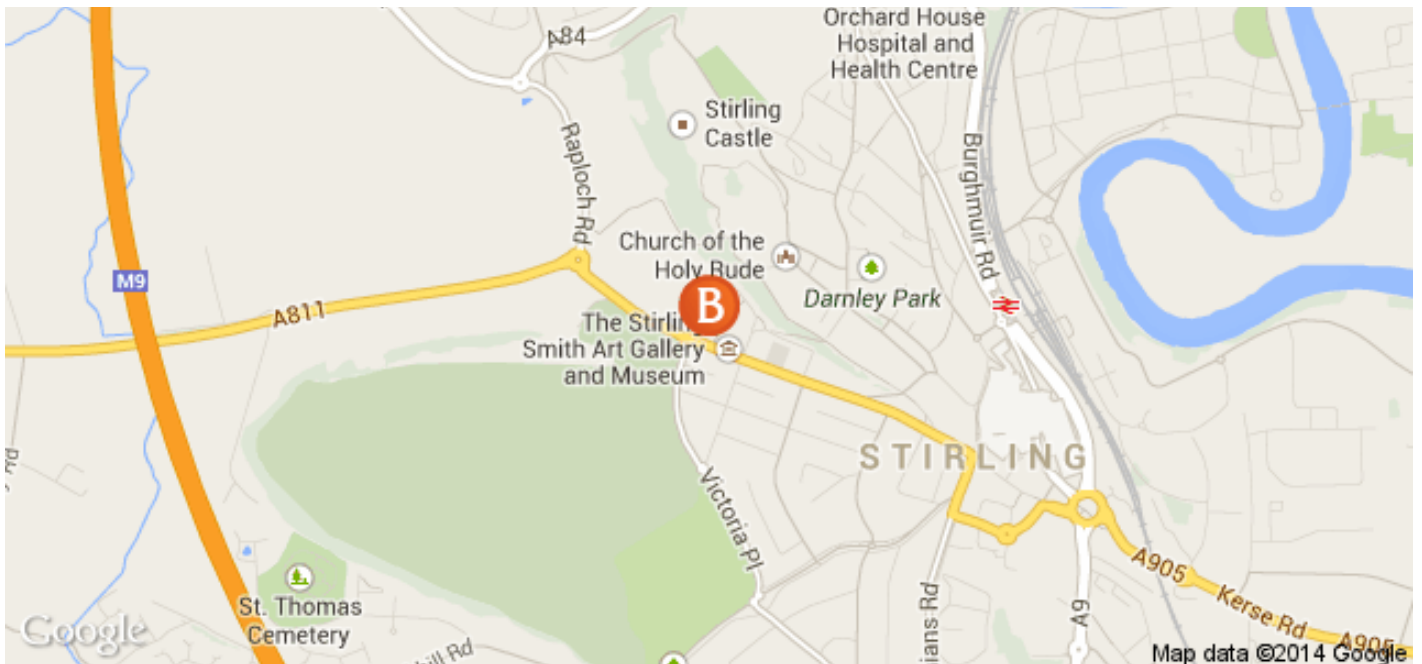 A84
Orchard House
Hospital and
Health Centre
Stirling
Castle
Raploch Rd
Burghmuir Rd
Church of the
Holy Rude
Darnley Park
M9
A811
B
The Stirling
Smith Art Gallery
and Museum
STIRLING
Victoria Pl
A905
Kerse Rd
A905
A9
St. Thomas
Cemetery
Google
Map data ©2014 Google